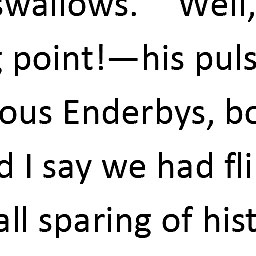 swallows. Well,
point!—his puls
ous Enderbys, bo
d I say we had fli
all sparing of hist